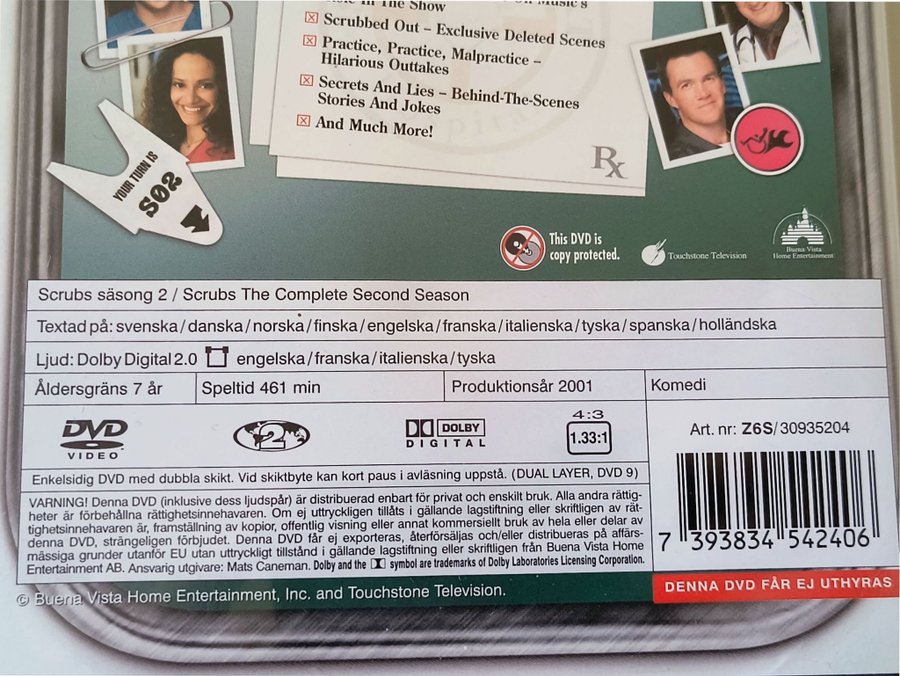 On Music's
In The Show
Scrubbed Out – Exclusive Deleted Scenes
Practice, Practice, Malpractice –
Hilarious Outtakes
Secrets And Lies – Behind-The-Scenes
Stories And Jokes
And Much More!
Rx
YOUR TURN IS
S02
This DVD is
copy protected.
Touchstone Television
Buena Vista
Home Entertainment
Scrubs säsong 2 / Scrubs The Complete Second Season
Textad på: svenska/danska/norska/finska/engelska/franska/italienska/tyska/spanska/holländska
Ljud: Dolby Digital 2.0 engelska/franska/italienska/tyska
Åldersgräns 7 år Speltid 461 min Produktionsår 2001 Komedi
DVD VIDEO 2 DOLBY DIGITAL 4:3 1.33:1
Art. nr: Z6S/30935204
Enkelsidig DVD med dubbla skikt. Vid skiktbyte kan kort paus i avläsning uppstå. (DUAL LAYER, DVD 9)
VARNING! Denna DVD (inklusive dess ljudspår) är distribuerad enbart för privat och enskilt bruk. Alla andra rättig-
heter är förbehållna rättighetsinnehavaren. Om ej uttryckligen tillåts i gällande lagstiftning eller skriftligen av rät-
tighetsinnehavaren är, framställning av kopior, offentlig visning eller annat kommersiellt bruk av hela eller delar av
denna DVD, strängeligen förbjudet. Denna DVD får ej exporteras, återförsäljas och/eller distribueras på affärs-
mässiga grunder utanför EU utan uttryckligt tillstånd i gällande lagstiftning eller skriftligen från Buena Vista Home
Entertainment AB. Ansvarig utgivare: Mats Caneman. Dolby and the symbol are trademarks of Dolby Laboratories Licensing Corporation.
7 393834 542406
DENNA DVD FÅR EJ UTHYRAS
© Buena Vista Home Entertainment, Inc. and Touchstone Television.